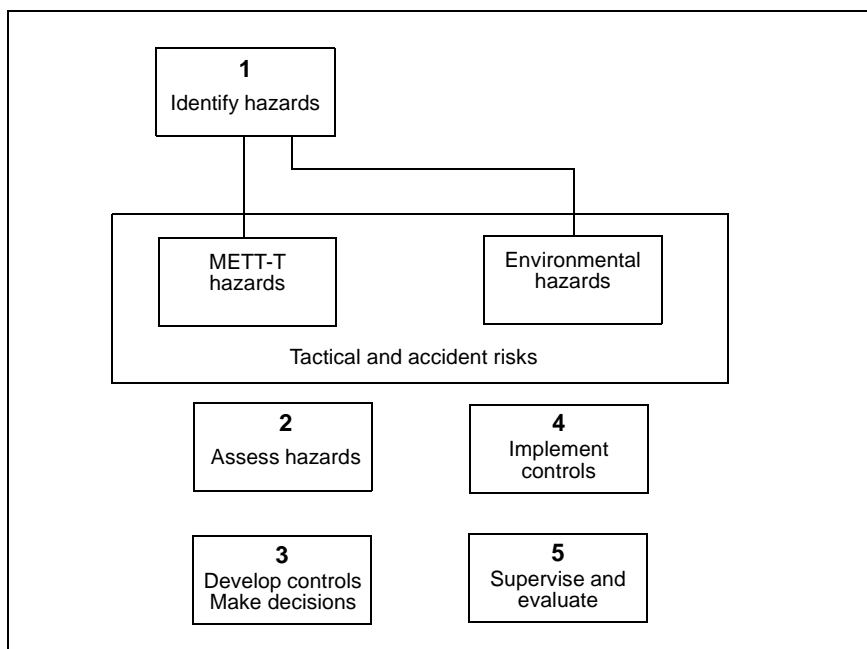 1
Identify hazards
METT-T
hazards
Environmental
hazards
Tactical and accident risks
2
Assess hazards
4
Implement
controls
3
Develop controls
Make decisions
5
Supervise and
evaluate